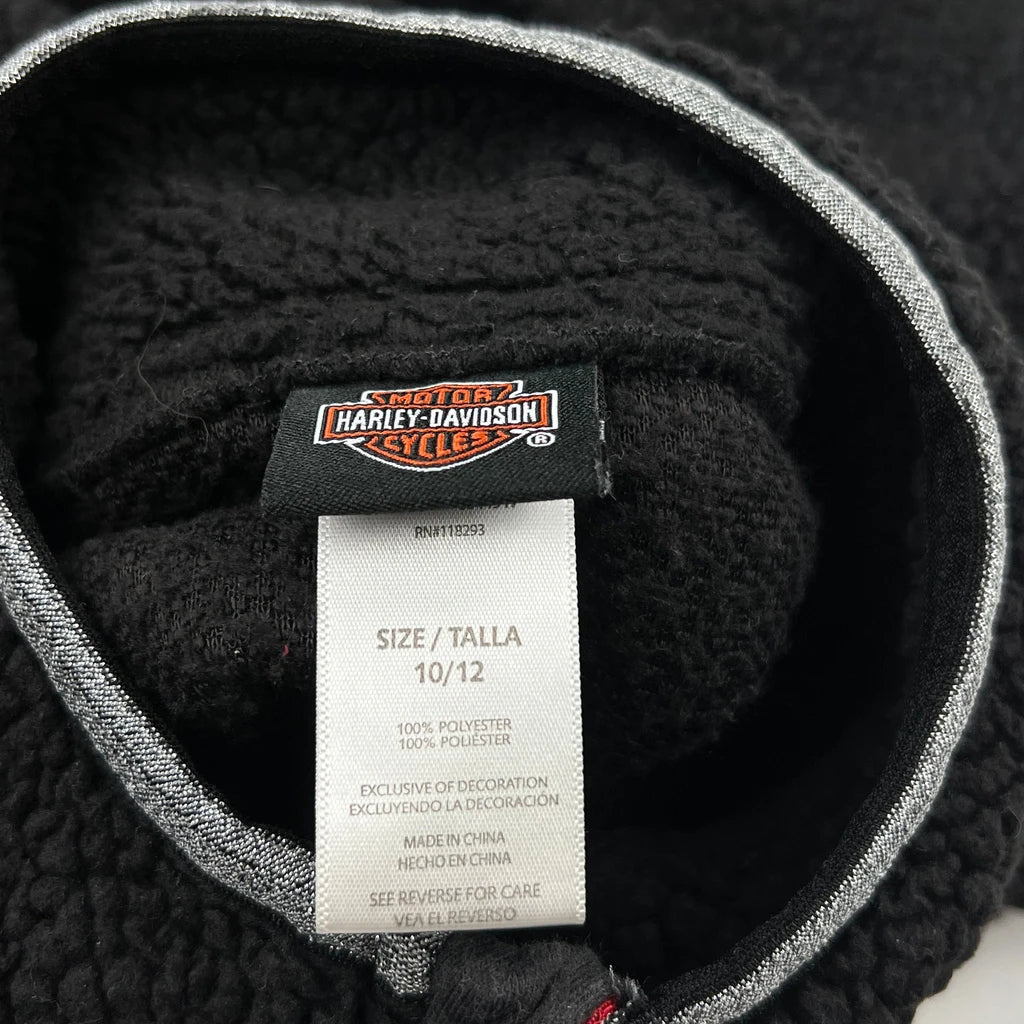 MOTOR
HARLEY-DAVIDSON
CYCLES ®
RN#118293
SIZE / TALLA
10/12
100% POLYESTER
100% POLIÉSTER
EXCLUSIVE OF DECORATION
EXCLUYENDO LA DECORACIÓN
MADE IN CHINA
HECHO EN CHINA
SEE REVERSE FOR CARE
VEA EL REVERSO